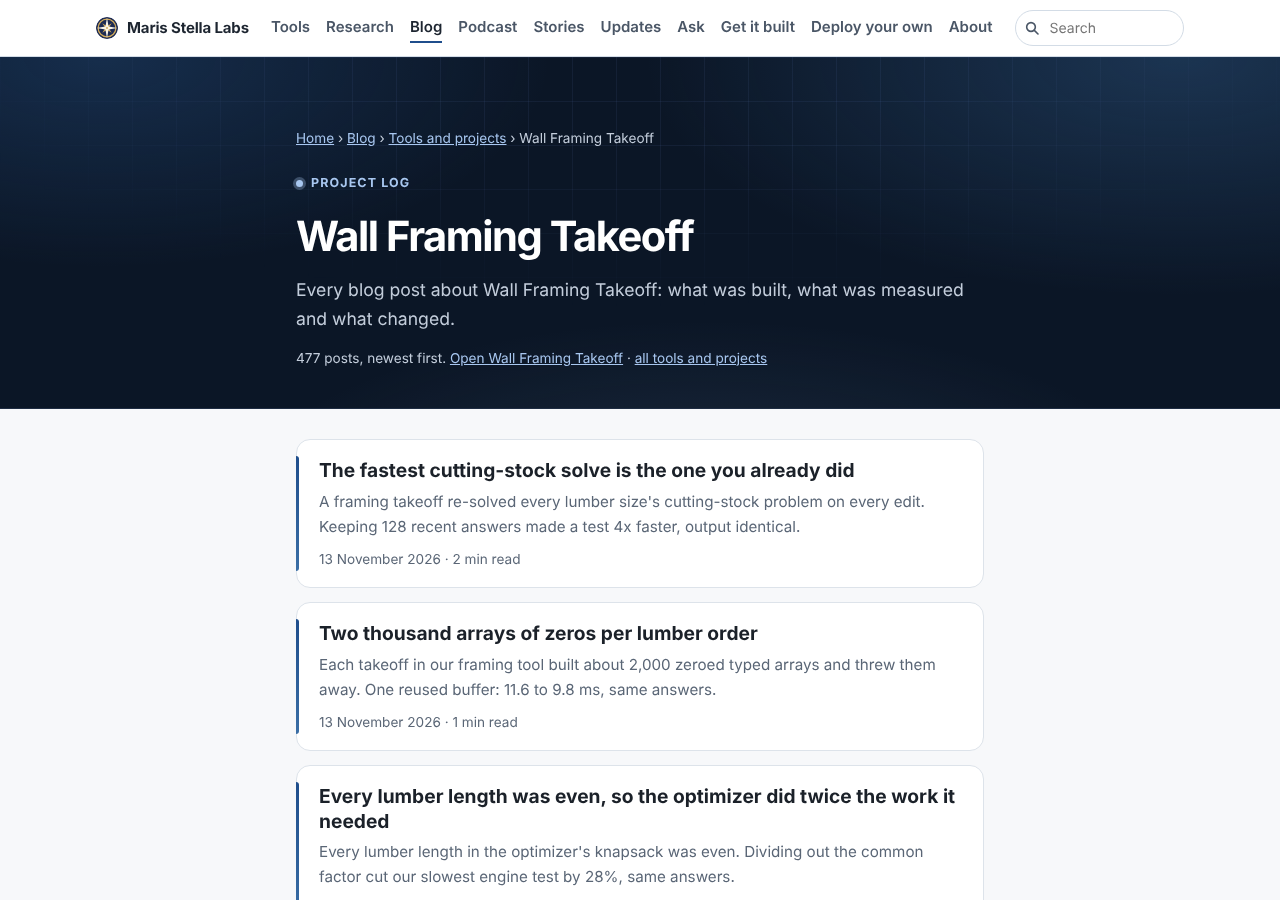 Maris Stella Labs Tools Research Blog Podcast Stories Updates Ask Get it built Deploy your own About Search
Home › Blog › Tools and projects › Wall Framing Takeoff
PROJECT LOG
Wall Framing Takeoff
Every blog post about Wall Framing Takeoff: what was built, what was measured
and what changed.
477 posts, newest first. Open Wall Framing Takeoff · all tools and projects
The fastest cutting-stock solve is the one you already did
A framing takeoff re-solved every lumber size's cutting-stock problem on every edit.
Keeping 128 recent answers made a test 4x faster, output identical.
13 November 2026 · 2 min read
Two thousand arrays of zeros per lumber order
Each takeoff in our framing tool built about 2,000 zeroed typed arrays and threw them
away. One reused buffer: 11.6 to 9.8 ms, same answers.
13 November 2026 · 1 min read
Every lumber length was even, so the optimizer did twice the work it
needed
Every lumber length in the optimizer's knapsack was even. Dividing out the common
factor cut our slowest engine test by 28%, same answers.